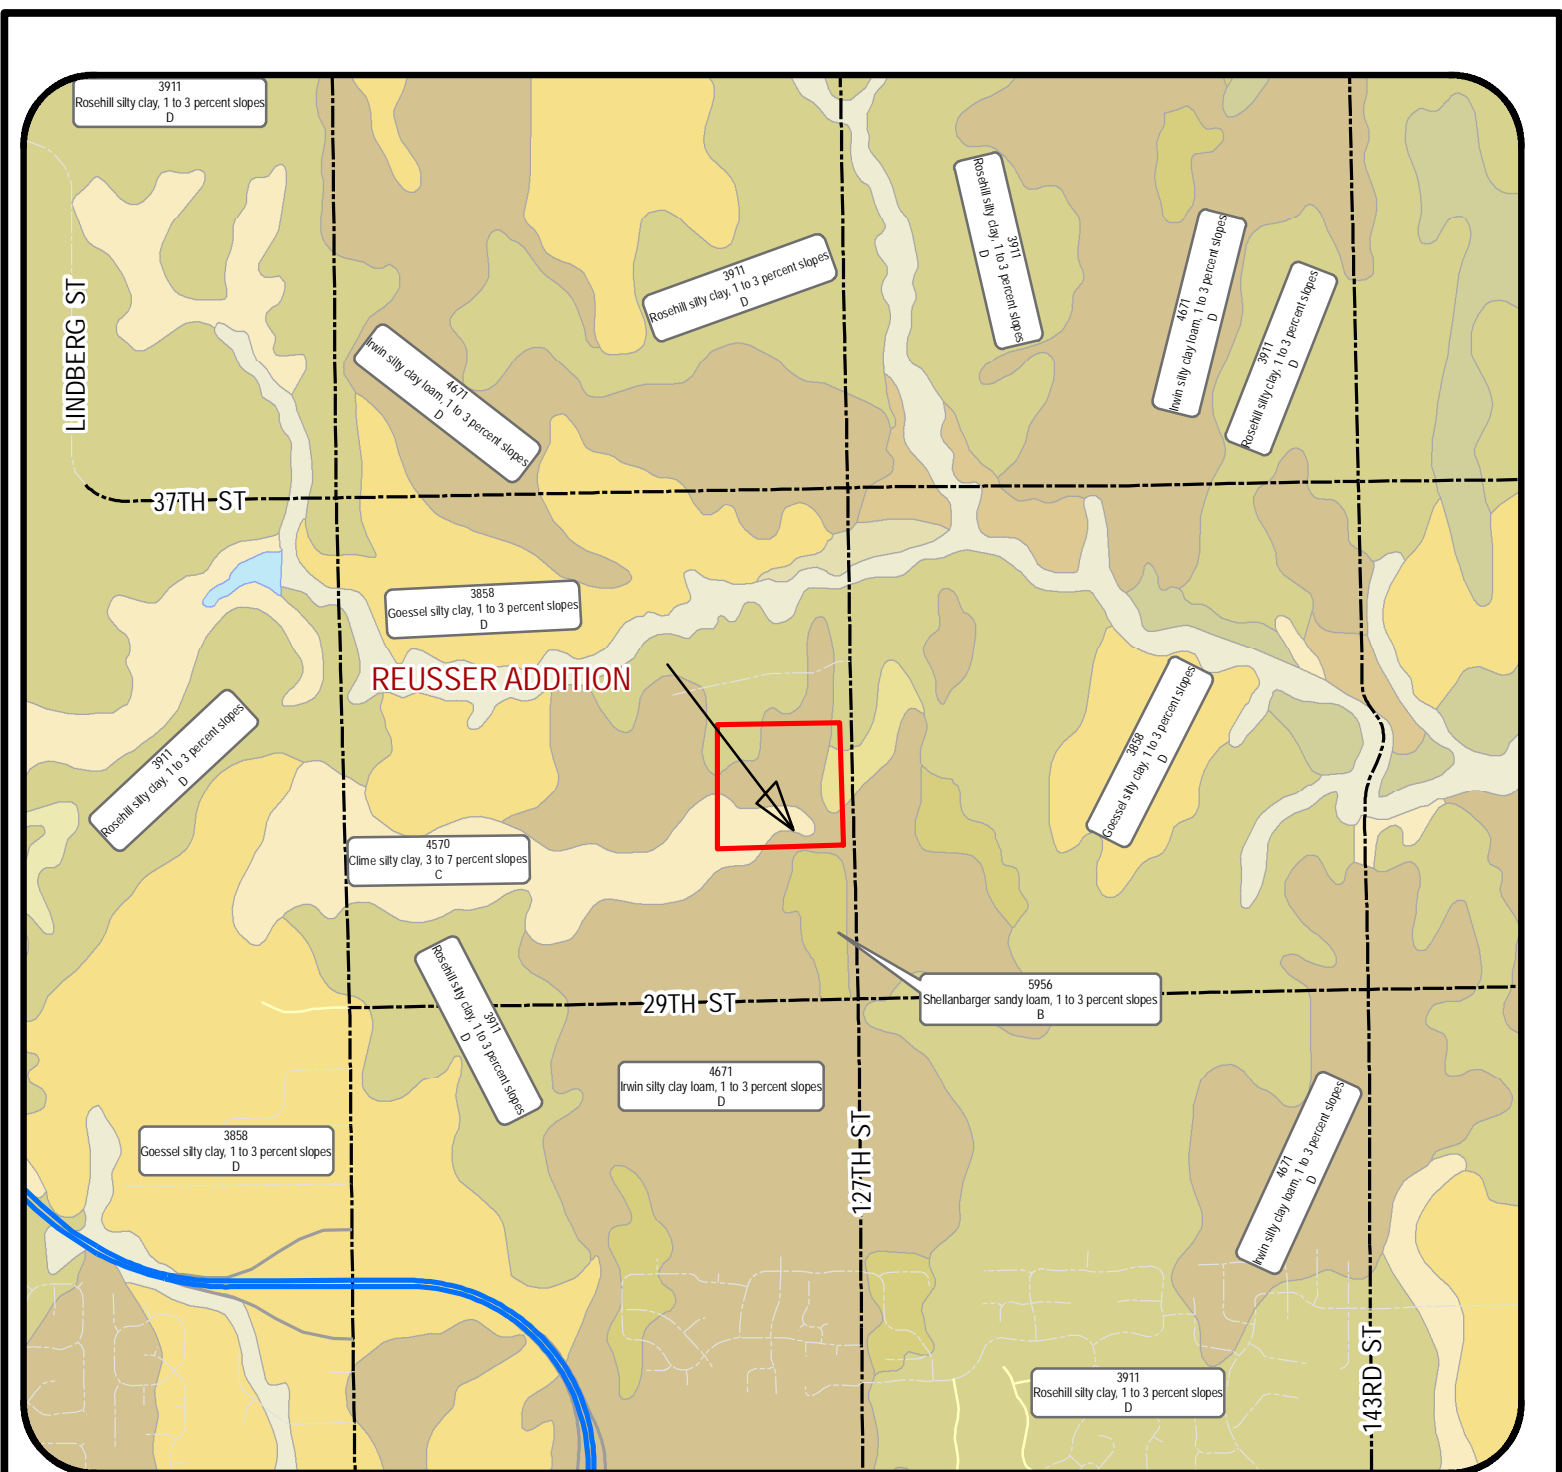 3911
Rosehill silty clay, 1 to 3 percent slopes
D
3911
Rosehill silty clay, 1 to 3 percent slopes
D
3911
Rosehill silty clay, 1 to 3 percent slopes
D
4671
Irwin silty clay loam, 1 to 3 percent slopes
D
3911
Rosehill silty clay, 1 to 3 percent slopes
D
LINDBERG ST
4671
Irwin silty clay loam, 1 to 3 percent slopes
D
37TH ST
3858
Goessel silty clay, 1 to 3 percent slopes
D
REUSSER ADDITION
3911
Rosehill silty clay, 1 to 3 percent slopes
D
3858
Goessel silty clay, 1 to 3 percent slopes
D
4570
Clime silty clay, 3 to 7 percent slopes
C
3911
Rosehill silty clay, 1 to 3 percent slopes
D
29TH ST
5956
Shellanbarger sandy loam, 1 to 3 percent slopes
B
4671
Irwin silty clay loam, 1 to 3 percent slopes
D
3858
Goessel silty clay, 1 to 3 percent slopes
D
127TH ST
4671
Irwin silty clay loam, 1 to 3 percent slopes
D
3911
Rosehill silty clay, 1 to 3 percent slopes
D
143RD ST